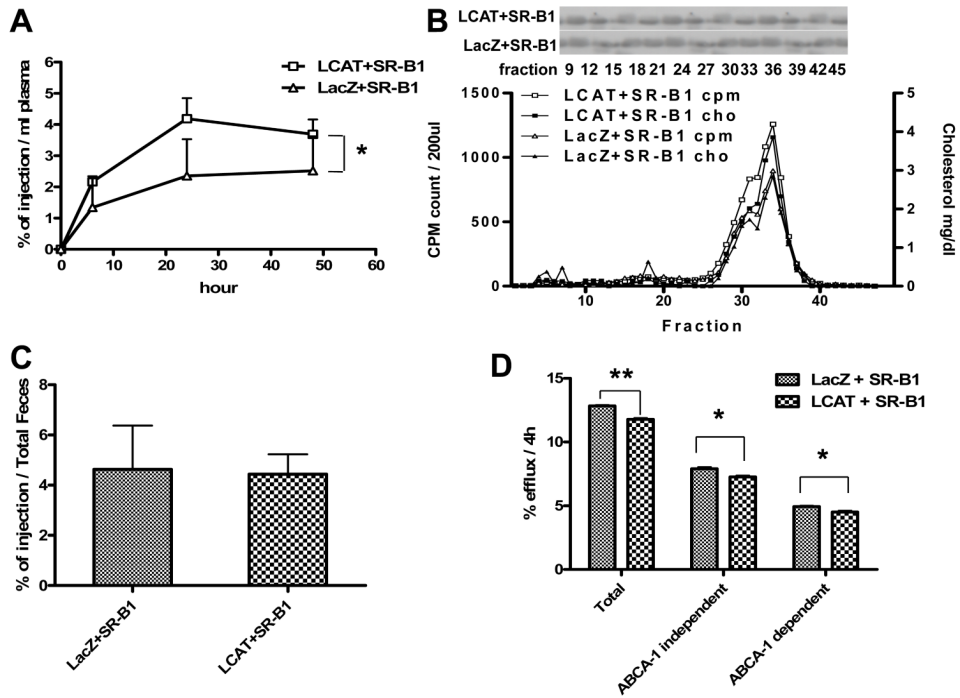 A
% of injection / ml plasma
6
5
4
3
2
1
0
0 10 20 30 40 50 60
hour
LCAT+SR-B1
LacZ+SR-B1
*
B
LCAT+SR-B1
LacZ+SR-B1
fraction 9 12 15 18 21 24 27 30 33 36 39 42 45
CPM count / 200ul
1500
1000
500
0
LCAT+SR-B1 cpm
LCAT+SR-B1 cho
LacZ+SR-B1 cpm
LacZ+SR-B1 cho
5
4
3
2
1
0
Cholesterol mg/dl
10 20 30 40
Fraction
C
% of injection / Total Feces
8
6
4
2
0
LacZ+SR-B1
LCAT+SR-B1
D
% efflux / 4h
15
10
5
0
**
*
*
LacZ + SR-B1
LCAT + SR-B1
Total
ABCA-1 independent
ABCA-1 dependent